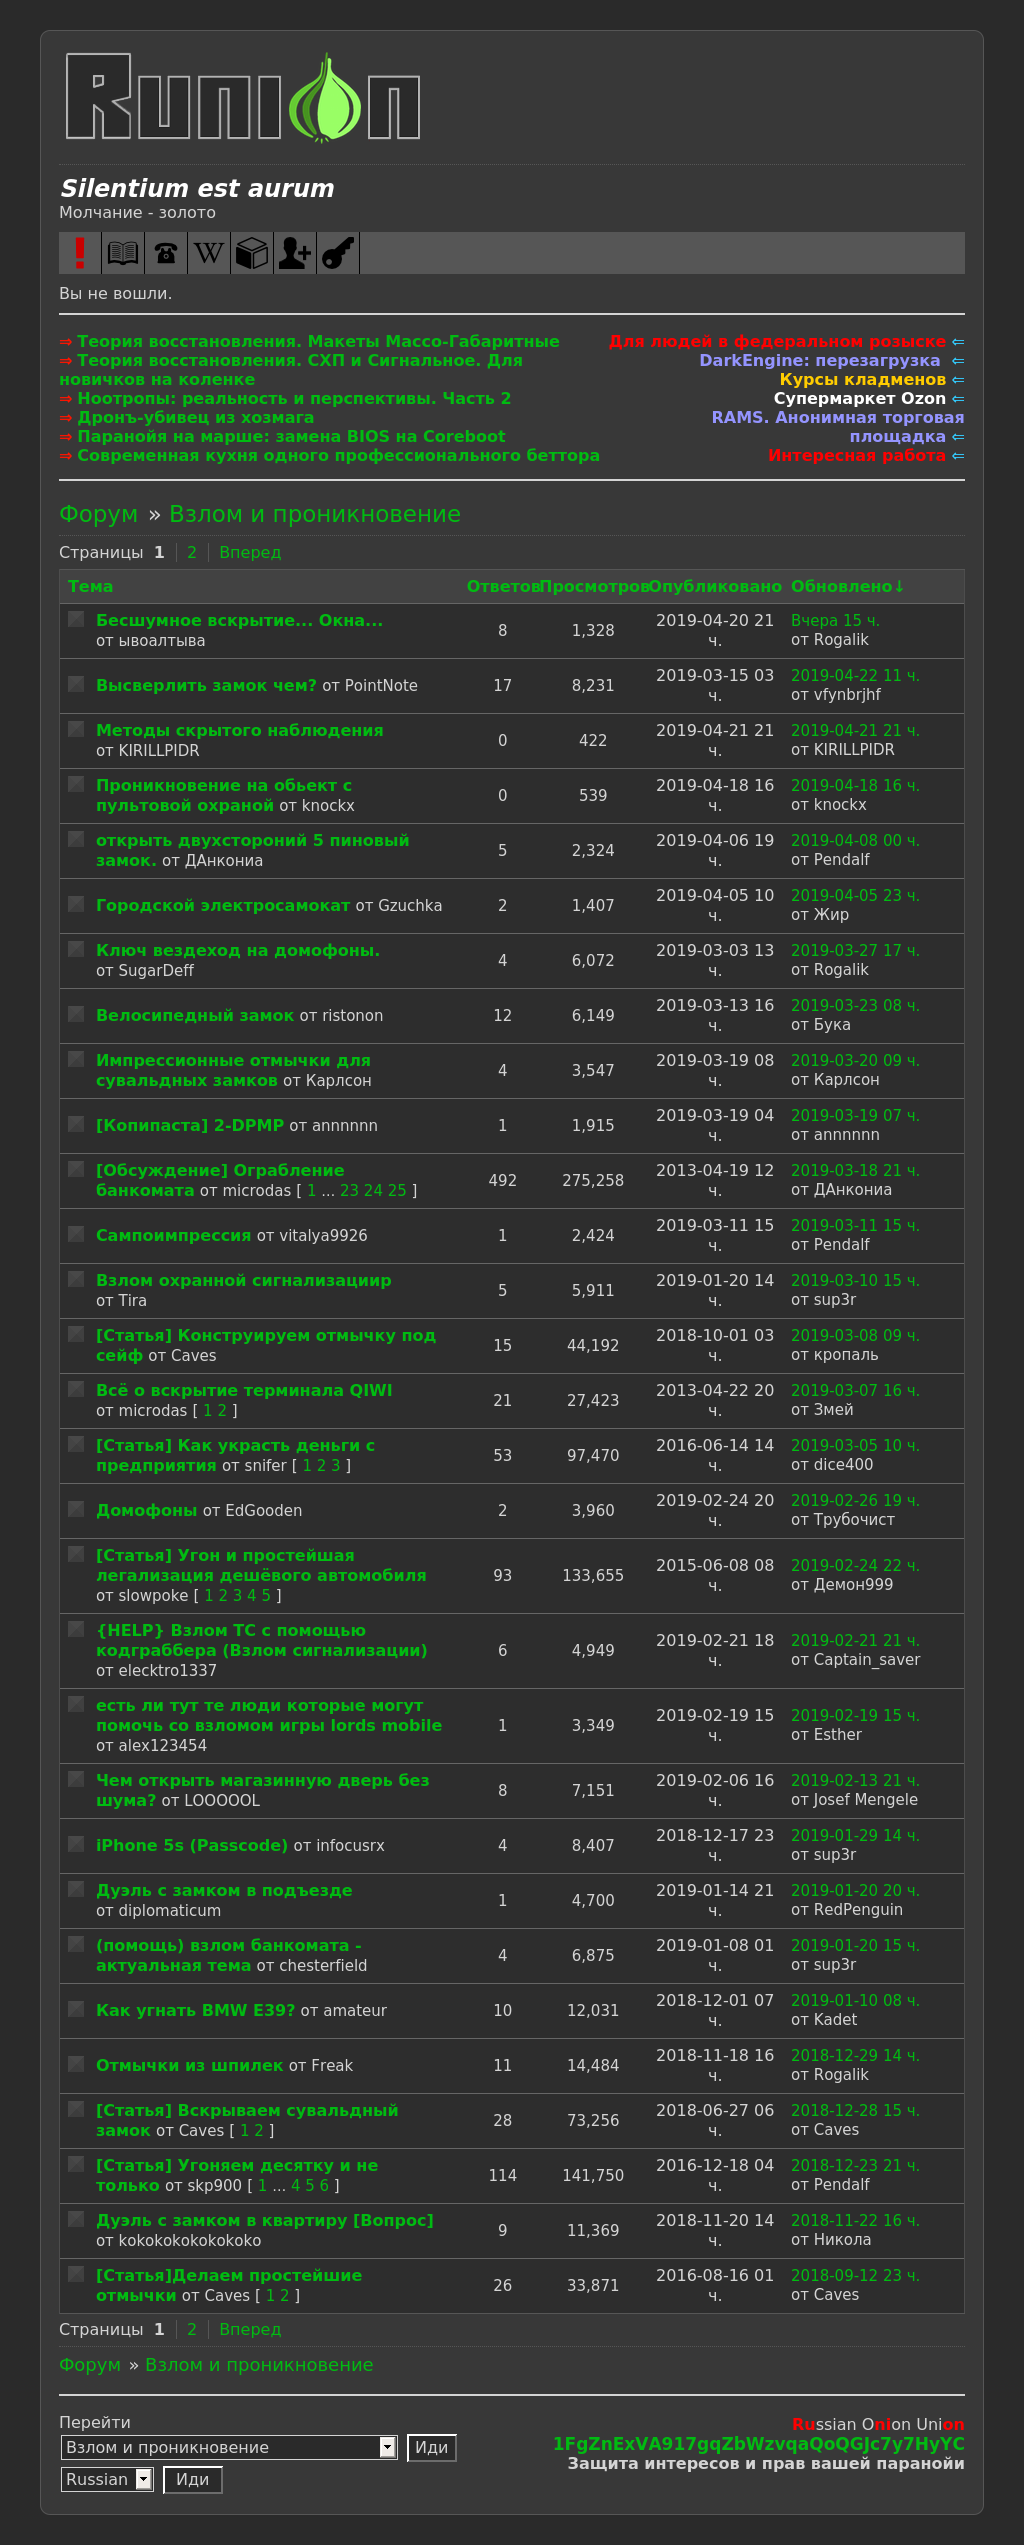 Runion
Silentium est aurum
Молчание - золото
Вы не вошли.
⇒ Теория восстановления. Макеты Массо-Габаритные
⇒ Теория восстановления. СХП и Сигнальное. Для
новичков на коленке
⇒ Ноотропы: реальность и перспективы. Часть 2
⇒ Дронъ-убивец из хозмага
⇒ Паранойя на марше: замена BIOS на Coreboot
⇒ Современная кухня одного профессионального беттора
Для людей в федеральном розыске ⇐
DarkEngine: перезагрузка ⇐
Курсы кладменов ⇐
Супермаркет Ozon ⇐
RAMS. Анонимная торговая
площадка ⇐
Интересная работа ⇐
Форум » Взлом и проникновение
Страницы 1 2 Вперед
Тема Ответов Просмотров Опубликовано Обновлено↓
Бесшумное вскрытие... Окна... 8 1,328 2019-04-20 21 Вчера 15 ч.
от ывоалтыва ч. от Rogalik
Высверлить замок чем? от PointNote 17 8,231 2019-03-15 03 2019-04-22 11 ч.
ч. от vfynbrjhf
Методы скрытого наблюдения 0 422 2019-04-21 21 2019-04-21 21 ч.
от KIRILLPIDR ч. от KIRILLPIDR
Проникновение на обьект с 0 539 2019-04-18 16 2019-04-18 16 ч.
пультовой охраной от knockx ч. от knockx
открыть двухстороний 5 пиновый 5 2,324 2019-04-06 19 2019-04-08 00 ч.
замок. от ДАнкониа ч. от Pendalf
Городской электросамокат от Gzuchka 2 1,407 2019-04-05 10 2019-04-05 23 ч.
ч. от Жир
Ключ вездеход на домофоны. 4 6,072 2019-03-03 13 2019-03-27 17 ч.
от SugarDeff ч. от Rogalik
Велосипедный замок от ristonon 12 6,149 2019-03-13 16 2019-03-23 08 ч.
ч. от Бука
Импрессионные отмычки для 4 3,547 2019-03-19 08 2019-03-20 09 ч.
сувальдных замков от Карлсон ч. от Карлсон
[Копипаста] 2-DPMP от annnnnn 1 1,915 2019-03-19 04 2019-03-19 07 ч.
ч. от annnnnn
[Обсуждение] Ограбление 492 275,258 2013-04-19 12 2019-03-18 21 ч.
банкомата от microdas [ 1 ... 23 24 25 ] ч. от ДАнкониа
Сампоимпрессия от vitalya9926 1 2,424 2019-03-11 15 2019-03-11 15 ч.
ч. от Pendalf
Взлом охранной сигнализациир 5 5,911 2019-01-20 14 2019-03-10 15 ч.
от Tira ч. от sup3r
[Статья] Конструируем отмычку под 15 44,192 2018-10-01 03 2019-03-08 09 ч.
сейф от Caves ч. от кропаль
Всё о вскрытие терминала QIWI 21 27,423 2013-04-22 20 2019-03-07 16 ч.
от microdas [ 1 2 ] ч. от Змей
[Статья] Как украсть деньги с 53 97,470 2016-06-14 14 2019-03-05 10 ч.
предприятия от snifer [ 1 2 3 ] ч. от dice400
Домофоны от EdGooden 2 3,960 2019-02-24 20 2019-02-26 19 ч.
ч. от Трубочист
[Статья] Угон и простейшая
легализация дешёвого автомобиля 93 133,655 2015-06-08 08 2019-02-24 22 ч.
от slowpoke [ 1 2 3 4 5 ] ч. от Демон999
{HELP} Взлом ТС с помощью
кодграббера (Взлом сигнализации) 6 4,949 2019-02-21 18 2019-02-21 21 ч.
от elecktro1337 ч. от Captain_saver
есть ли тут те люди которые могут
помочь со взломом игры lords mobile 1 3,349 2019-02-19 15 2019-02-19 15 ч.
от alex123454 ч. от Esther
Чем открыть магазинную дверь без 8 7,151 2019-02-06 16 2019-02-13 21 ч.
шума? от LOOOOOL ч. от Josef Mengele
iPhone 5s (Passcode) от infocusrx 4 8,407 2018-12-17 23 2019-01-29 14 ч.
ч. от sup3r
Дуэль с замком в подъезде 1 4,700 2019-01-14 21 2019-01-20 20 ч.
от diplomaticum ч. от RedPenguin
(помощь) взлом банкомата - 4 6,875 2019-01-08 01 2019-01-20 15 ч.
актуальная тема от chesterfield ч. от sup3r
Как угнать BMW E39? от amateur 10 12,031 2018-12-01 07 2019-01-10 08 ч.
ч. от Kadet
Отмычки из шпилек от Freak 11 14,484 2018-11-18 16 2018-12-29 14 ч.
ч. от Rogalik
[Статья] Вскрываем сувальдный 28 73,256 2018-06-27 06 2018-12-28 15 ч.
замок от Caves [ 1 2 ] ч. от Caves
[Статья] Угоняем десятку и не 114 141,750 2016-12-18 04 2018-12-23 21 ч.
только от skp900 [ 1 ... 4 5 6 ] ч. от Pendalf
Дуэль с замком в квартиру [Вопрос] 9 11,369 2018-11-20 14 2018-11-22 16 ч.
от kokokokokokokoko ч. от Никола
[Статья]Делаем простейшие 26 33,871 2016-08-16 01 2018-09-12 23 ч.
отмычки от Caves [ 1 2 ] ч. от Caves
Страницы 1 2 Вперед
Форум » Взлом и проникновение
Перейти
Взлом и проникновение Иди
Russian Иди
Russian Onion Union
1FgZnExVA917gqZbWzvqaQoQGJc7y7HyYC
Защита интересов и прав вашей паранойи